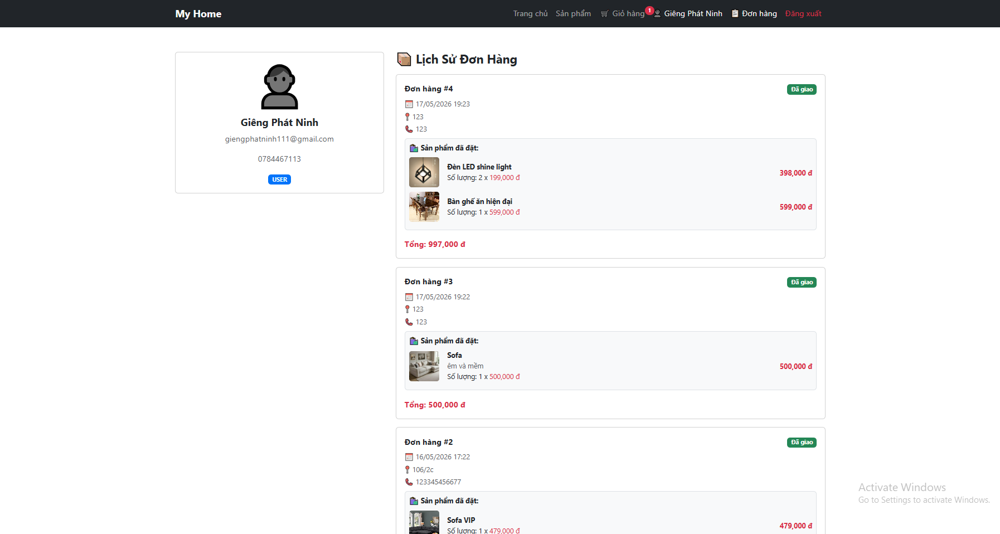 My Home
Trang chủ Sản phẩm Giỏ hàng 1 Giêng Phát Ninh Đơn hàng Đăng xuất
Giêng Phát Ninh
giengphatninh111@gmail.com
0784467113
USER
Lịch Sử Đơn Hàng
Đơn hàng #4 Đã giao
17/05/2026 19:23
123
123
Sản phẩm đã đặt:
Đèn LED shine light
Số lượng: 2 x 199,000 đ
398,000 đ
Bàn ghế ăn hiện đại
Số lượng: 1 x 599,000 đ
599,000 đ
Tổng: 997,000 đ
Đơn hàng #3 Đã giao
17/05/2026 19:22
123
123
Sản phẩm đã đặt:
Sofa
êm và mềm
Số lượng: 1 x 500,000 đ
500,000 đ
Tổng: 500,000 đ
Đơn hàng #2 Đã giao
16/05/2026 17:22
106/2c
123345456677
Sản phẩm đã đặt:
Sofa VIP
Số lượng: 1 x 479,000 đ
479,000 đ
Activate Windows
Go to Settings to activate Windows.